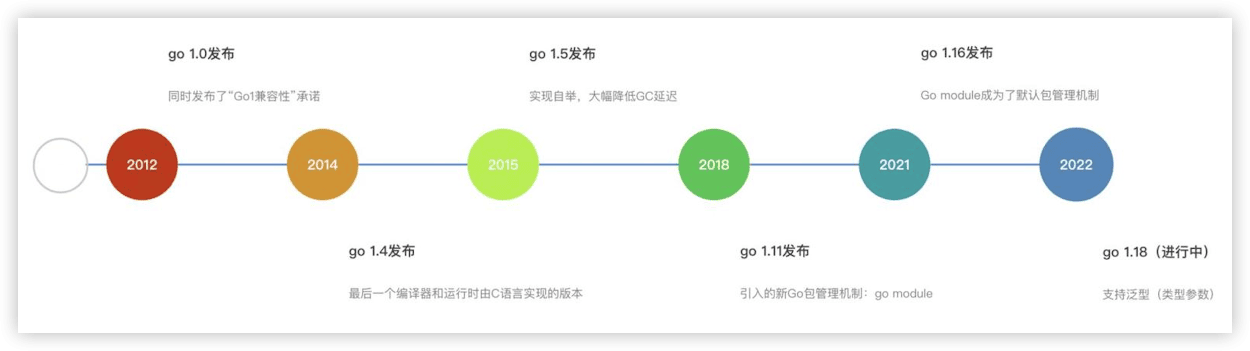 go 1.0发布
同时发布了“Go1兼容性”承诺
go 1.5发布
实现自举，大幅降低GC延迟
go 1.16发布
Go module成为了默认包管理机制
2012
2014
2015
2018
2021
2022
go 1.4发布
最后一个编译器和运行时由C语言实现的版本
go 1.11发布
引入的新Go包管理机制：go module
go 1.18（进行中）
支持泛型（类型参数）